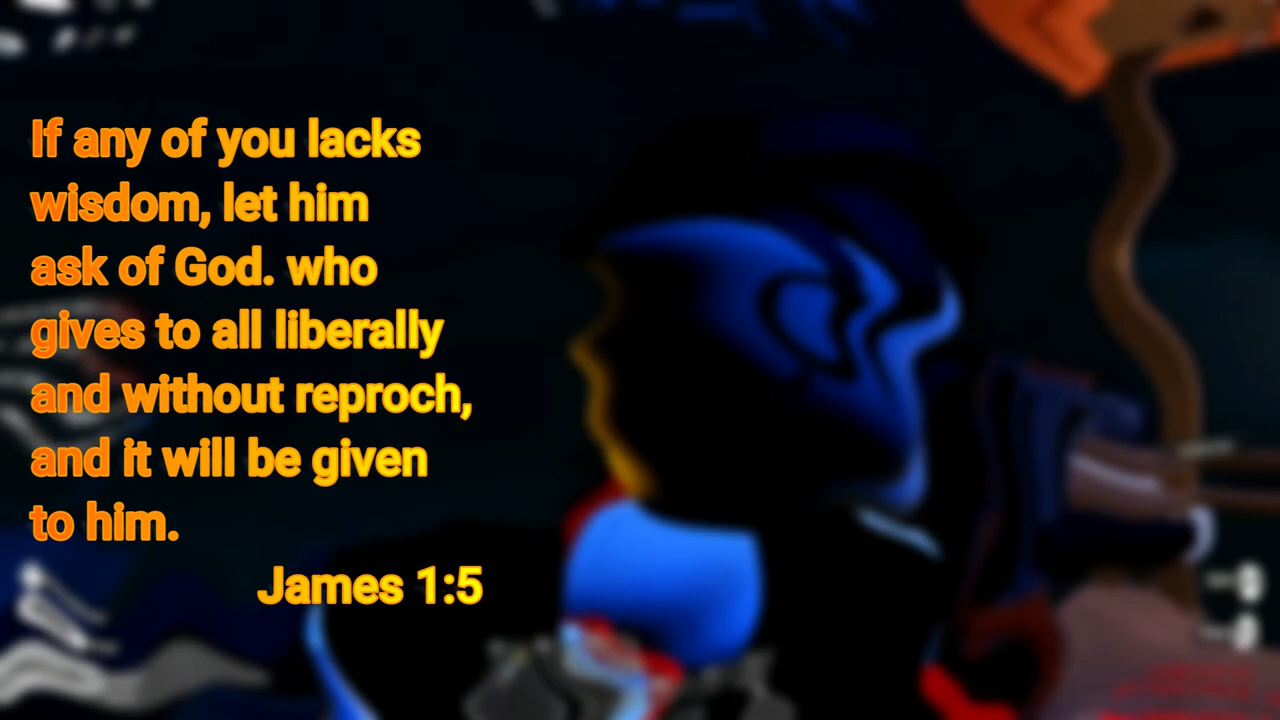 If any of you lacks
wisdom, let him
ask of God. who
gives to all liberally
and without reproch,
and it will be given
to him.
James 1:5